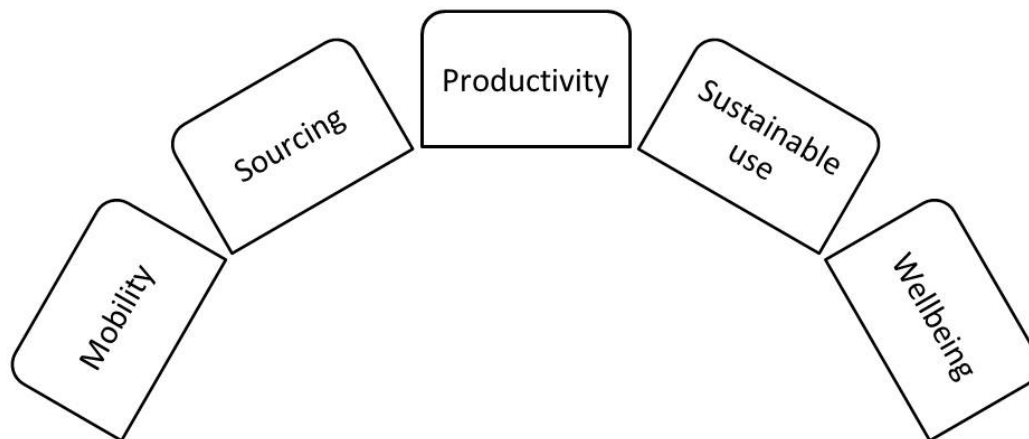 Mobility
Sourcing
Productivity
Sustainable
use
Wellbeing